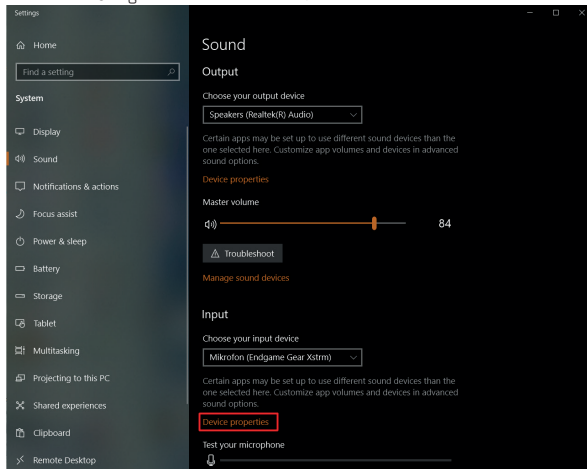 Settings
Home
Find a setting
System
Display
Sound
Notifications & actions
Focus assist
Power & sleep
Battery
Storage
Tablet
Multitasking
Projecting to this PC
Shared experiences
Clipboard
Remote Desktop
Sound
Output
Choose your output device
Speakers (Realtek(R) Audio)
Certain apps may be set up to use different sound devices than the
one selected here. Customize app volumes and devices in advanced
sound options.
Device properties
Master volume
84
Troubleshoot
Manage sound devices
Input
Choose your input device
Mikrofon (Endgame Gear Xstrm)
Certain apps may be set up to use different sound devices than the
one selected here. Customize app volumes and devices in advanced
sound options.
Device properties
Test your microphone